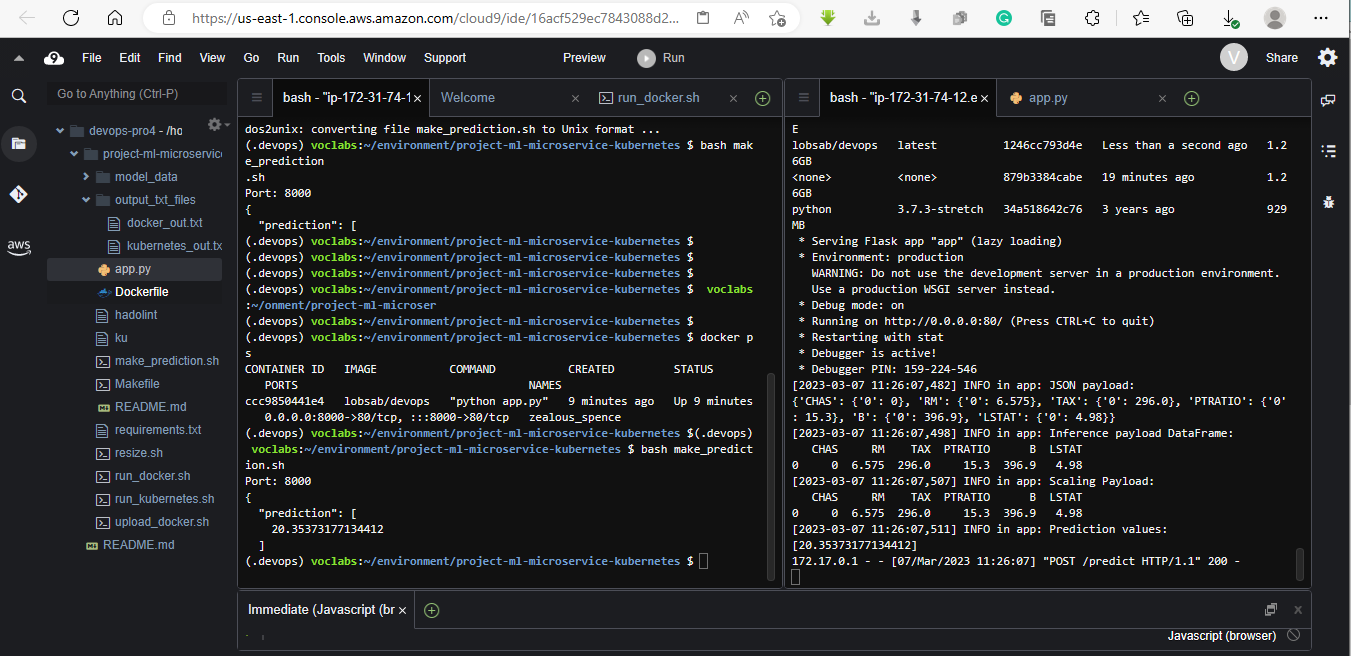 https://us-east-1.console.aws.amazon.com/cloud9/ide/16acf529ec7843088d2...
File Edit Find View Go Run Tools Window Support Preview Run V Share
Go to Anything (Ctrl-P)
devops-pro4 - /ho
project-ml-microservic
model_data
output_txt_files
docker_out.txt
kubernetes_out.tx
app.py
Dockerfile
hadolint
ku
make_prediction.sh
Makefile
README.md
requirements.txt
resize.sh
run_docker.sh
run_kubernetes.sh
upload_docker.sh
README.md
aws
bash - "ip-172-31-74-1 Welcome run_docker.sh
dos2unix: converting file make_prediction.sh to Unix format ...
(.devops) voclabs:~/environment/project-ml-microservice-kubernetes $ bash mak
e_prediction
.sh
Port: 8000
{
"prediction": [
(.devops) voclabs:~/environment/project-ml-microservice-kubernetes $
(.devops) voclabs:~/environment/project-ml-microservice-kubernetes $
(.devops) voclabs:~/environment/project-ml-microservice-kubernetes $
(.devops) voclabs:~/environment/project-ml-microservice-kubernetes $  voclabs
:~/onment/project-ml-microser
(.devops) voclabs:~/environment/project-ml-microservice-kubernetes $
(.devops) voclabs:~/environment/project-ml-microservice-kubernetes $ docker p
s
CONTAINER ID IMAGE COMMAND CREATED STATUS
PORTS NAMES
ccc9850441e4 lobsab/devops "python app.py" 9 minutes ago Up 9 minutes
0.0.0.0:8000->80/tcp, :::8000->80/tcp zealous_spence
(.devops) voclabs:~/environment/project-ml-microservice-kubernetes $(.devops)
voclabs:~/environment/project-ml-microservice-kubernetes $ bash make_predict
ion.sh
Port: 8000
{
"prediction": [
20.35373177134412
]
(.devops) voclabs:~/environment/project-ml-microservice-kubernetes $
bash - "ip-172-31-74-12.e app.py
E
lobsab/devops latest 1246cc793d4e Less than a second ago 1.2
6GB
<none> <none> 879b3384cabe 19 minutes ago 1.2
6GB
python 3.7.3-stretch 34a518642c76 3 years ago 929
MB
* Serving Flask app "app" (lazy loading)
* Environment: production
WARNING: Do not use the development server in a production environment.
Use a production WSGI server instead.
* Debug mode: on
* Running on http://0.0.0.0:80/ (Press CTRL+C to quit)
* Restarting with stat
* Debugger is active!
* Debugger PIN: 159-224-546
[2023-03-07 11:26:07,482] INFO in app: JSON payload:
{'CHAS': {'0': 0}, 'RM': {'0': 6.575}, 'TAX': {'0': 296.0}, 'PTRATIO': {'0'
: 15.3}, 'B': {'0': 396.9}, 'LSTAT': {'0': 4.98}}
[2023-03-07 11:26:07,498] INFO in app: Inference payload DataFrame:
CHAS RM TAX PTRATIO B LSTAT
0 0 6.575 296.0 15.3 396.9 4.98
[2023-03-07 11:26:07,507] INFO in app: Scaling Payload:
CHAS RM TAX PTRATIO B LSTAT
0 0 6.575 296.0 15.3 396.9 4.98
[2023-03-07 11:26:07,511] INFO in app: Prediction values:
[20.35373177134412]
172.17.0.1 - - [07/Mar/2023 11:26:07] "POST /predict HTTP/1.1" 200 -
Immediate (Javascript (br
Javascript (browser)